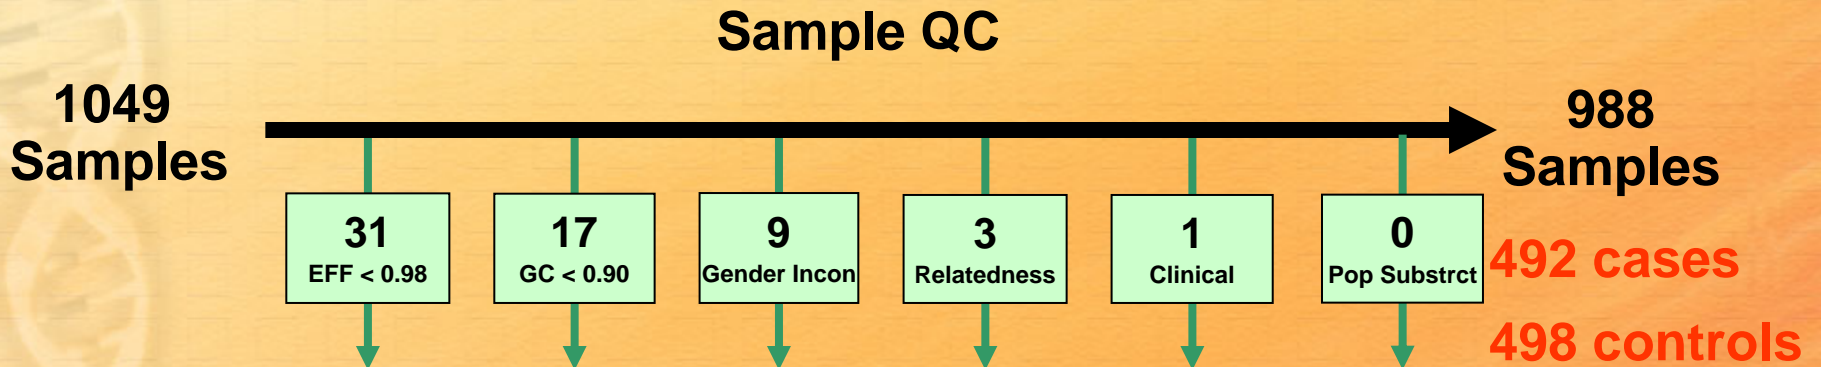 Sample QC
1049
Samples
31
EFF < 0.98
17
GC < 0.90
9
Gender Incon
3
Relatedness
1
Clinical
0
Pop Substrct
988
Samples
492 cases
498 controls